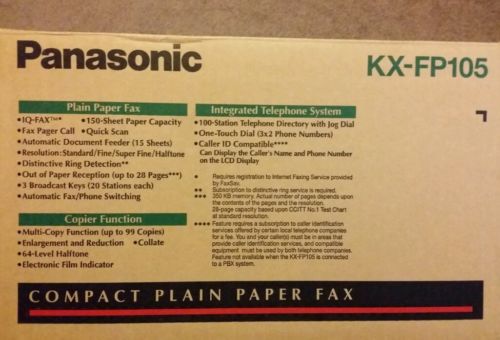 Panasonic
KX-FP105
Plain Paper Fax
•IQ-FAX™* •150-Sheet Paper Capacity
•Fax Pager Call •Quick Scan
•Automatic Document Feeder (15 Sheets)
•Resolution:Standard/Fine/Super Fine/Halftone
•Distinctive Ring Detection**
•Out of Paper Reception (up to 28 Pages***)
•3 Broadcast Keys (20 Stations each)
•Automatic Fax/Phone Switching
Copier Function
•Multi-Copy Function (up to 99 Copies)
•Enlargement and Reduction •Collate
•64-Level Halftone
•Electronic Film Indicator
Integrated Telephone System
•100-Station Telephone Directory with Jog Dial
•One-Touch Dial (3x2 Phone Numbers)
•Caller ID Compatible****
Can Display the Caller's Name and Phone Number
on the LCD Display
* Requires registration to Internet Faxing Service provided
by FaxSav.
** Subscription to distinctive ring service is required.
*** 350 KB memory. Actual number of pages depends upon
the contents of the pages and the resolution.
28-page capacity based upon CCITT No.1 Test Chart
at standard resolution.
**** Feature requires a subscription to caller identification
services offered by certain local telephone companies
for a fee. You and your caller(s) must be in areas that
provide caller identification services, and compatible
equipment must be used by both telephone companies.
Feature not available when the KX-FP105 is connected
to a PBX system.
COMPACT PLAIN PAPER FAX